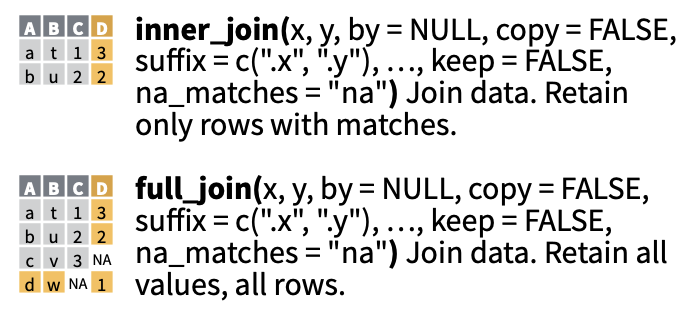 A B C D
a t 1 3
b u 2 2
inner_join(x, y, by = NULL, copy = FALSE,
suffix = c(".x", ".y"), …, keep = FALSE,
na_matches = "na") Join data. Retain
only rows with matches.
A B C D
a t 1 3
b u 2 2
c v 3 NA
d w NA 1
full_join(x, y, by = NULL, copy = FALSE,
suffix = c(".x", ".y"), …, keep = FALSE,
na_matches = "na") Join data. Retain all
values, all rows.